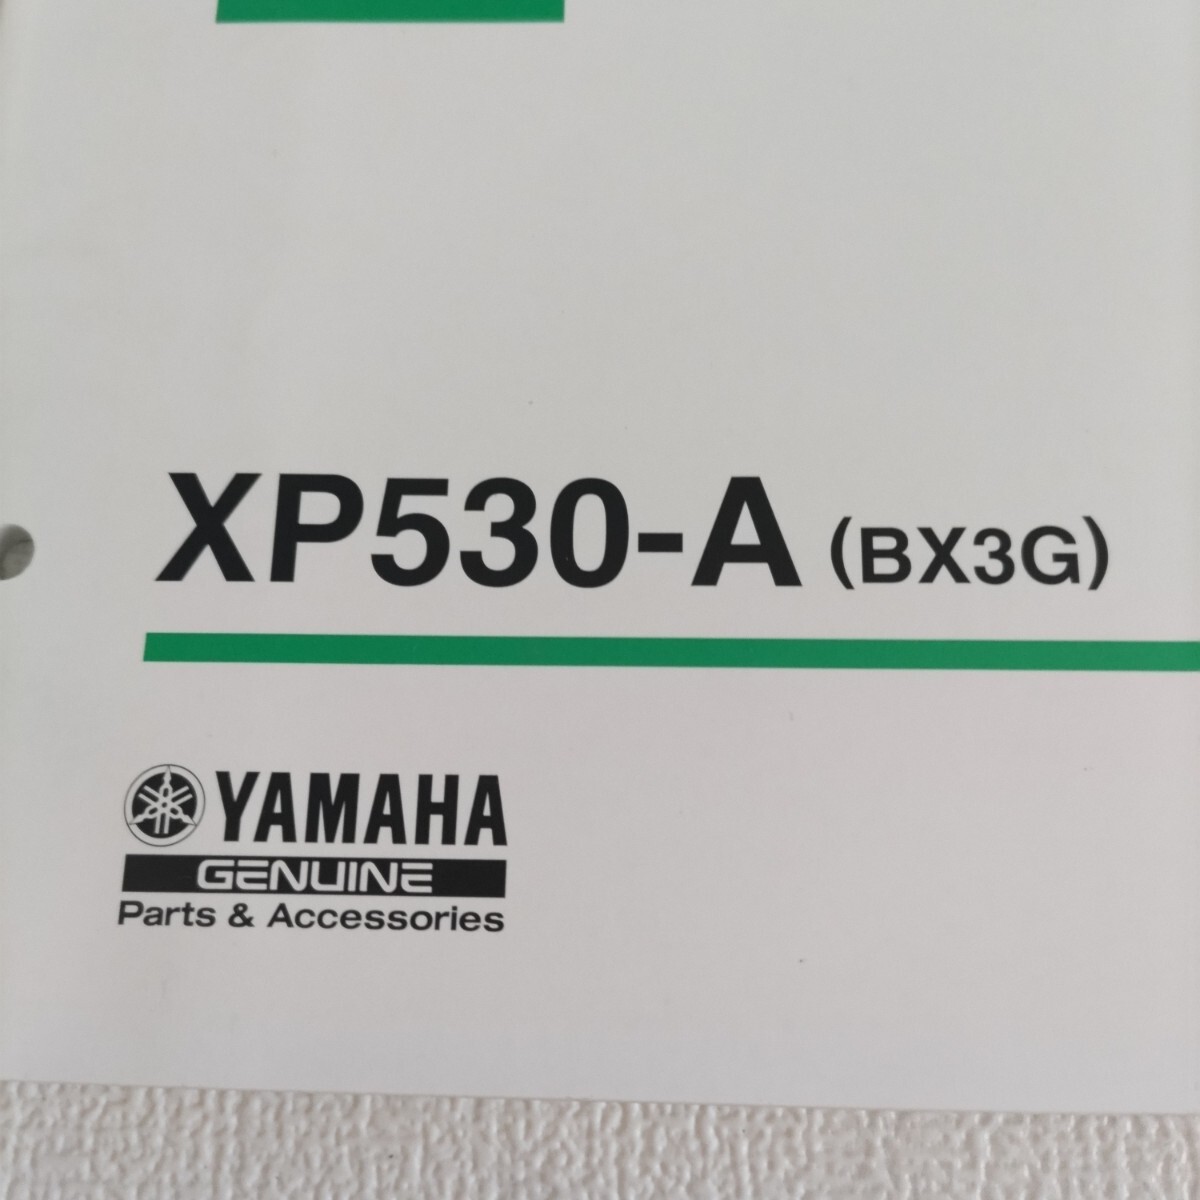 XP530-A (BX3G)
YAMAHA
GENUINE
Parts & Accessories